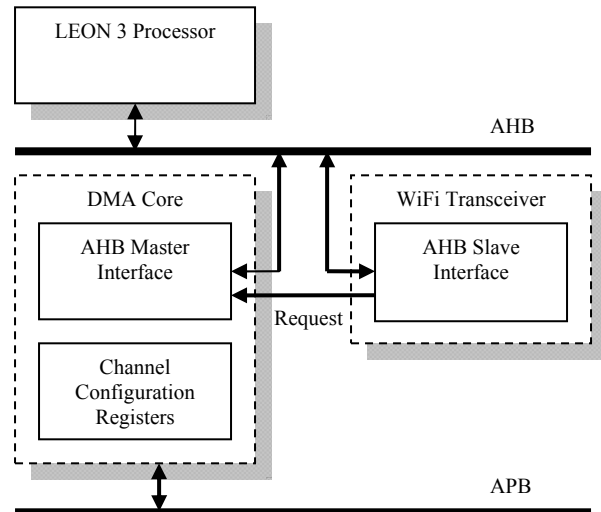 LEON 3 Processor
AHB
DMA Core
WiFi Transceiver
AHB Master
Interface
AHB Slave
Interface
Request
Channel
Configuration
Registers
APB